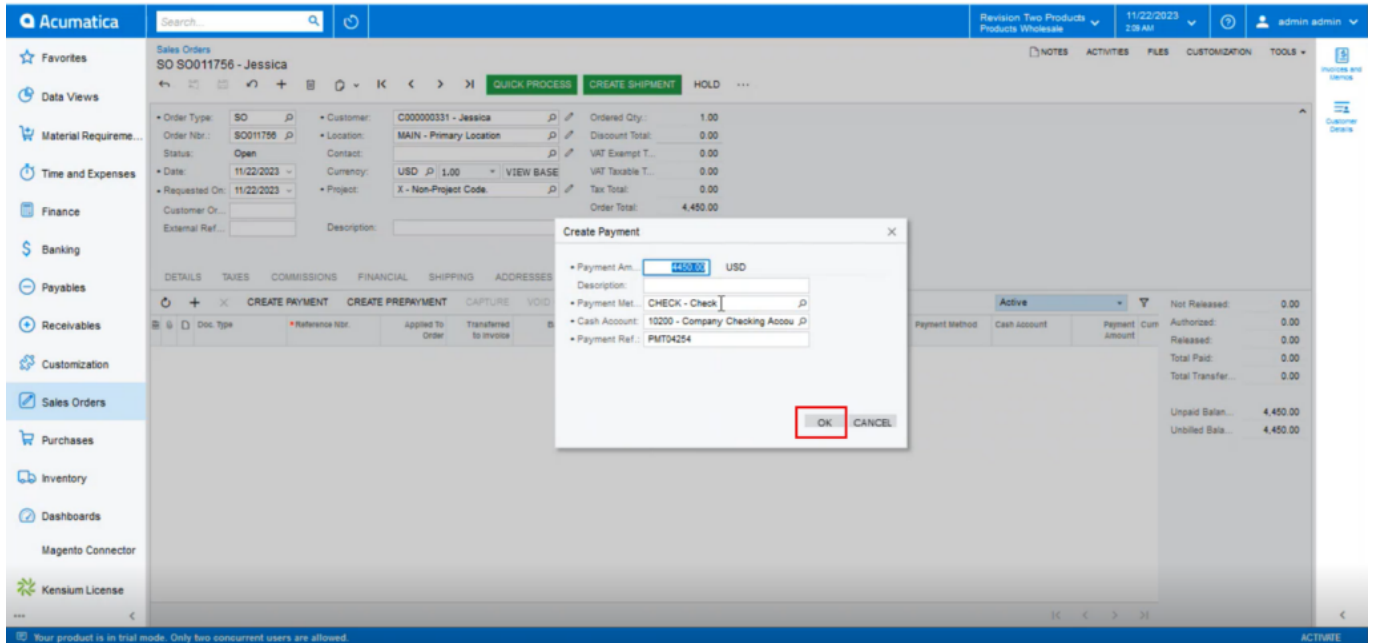 Acumatica
Search...
Revision Two Products
Products Wholesale
11/22/2023
2:09 AM
admin admin
Favorites
Data Views
Material Requireme...
Time and Expenses
Finance
Banking
Payables
Receivables
Customization
Sales Orders
Purchases
Inventory
Dashboards
Magento Connector
Kensium License
Sales Orders
SO SO011756 - Jessica
NOTES ACTIVITIES FILES CUSTOMIZATION TOOLS
QUICK PROCESS CREATE SHIPMENT HOLD ...
Order Type: SO Customer: C000000331 - Jessica Ordered Qty.: 1.00
Order Nbr.: SO011756 Location: MAIN - Primary Location Discount Total: 0.00
Status: Open Contact: VAT Exempt T... 0.00
Date: 11/22/2023 Currency: USD 1.00 VIEW BASE VAT Taxable T... 0.00
Requested On: 11/22/2023 Project: X - Non-Project Code. Tax Total: 0.00
Customer Or... Order Total: 4,450.00
External Ref... Description:
DETAILS TAXES COMMISSIONS FINANCIAL SHIPPING ADDRESSES
CREATE PAYMENT CREATE PREPAYMENT CAPTURE VOID
Active
Doc. Type Reference Nbr. Applied To Order Transferred to Invoice
Payment Method Cash Account Payment Amount Curr
Create Payment
Payment Am... 4450.00 USD
Description:
Payment Met... CHECK - Check
Cash Account: 10200 - Company Checking Accou
Payment Ref.: PMT04254
OK CANCEL
Not Released: 0.00
Authorized: 0.00
Released: 0.00
Total Paid: 0.00
Total Transfer... 0.00
Unpaid Balan... 4,450.00
Unbilled Bala... 4,450.00
Invoices and Memos
Customer Details
Your product is in trial mode. Only two concurrent users are allowed.
ACTIVATE